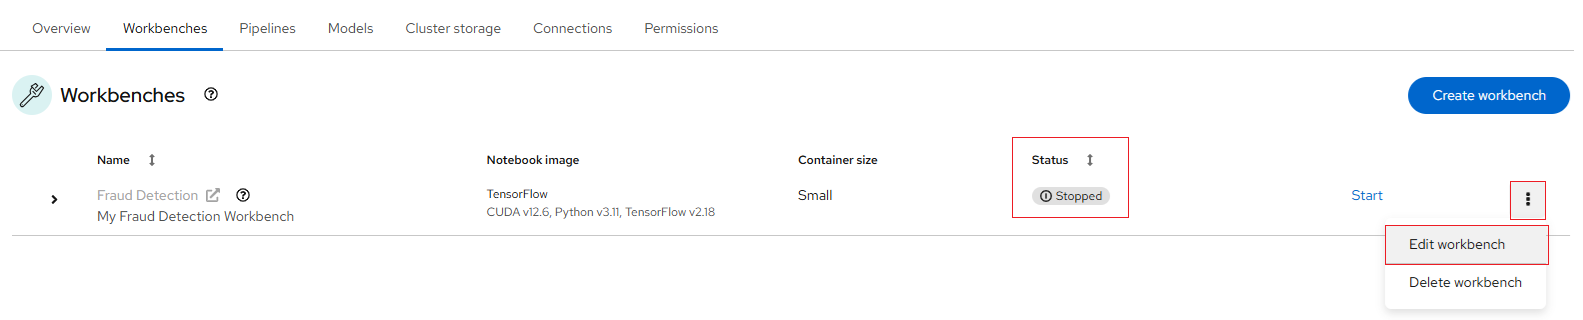 Overview Workbenches Pipelines Models Cluster storage Connections Permissions
Workbenches
Create workbench
Name Notebook image Container size Status
Fraud Detection TensorFlow Small Stopped Start
My Fraud Detection Workbench CUDA v12.6, Python v3.11, TensorFlow v2.18
Edit workbench
Delete workbench